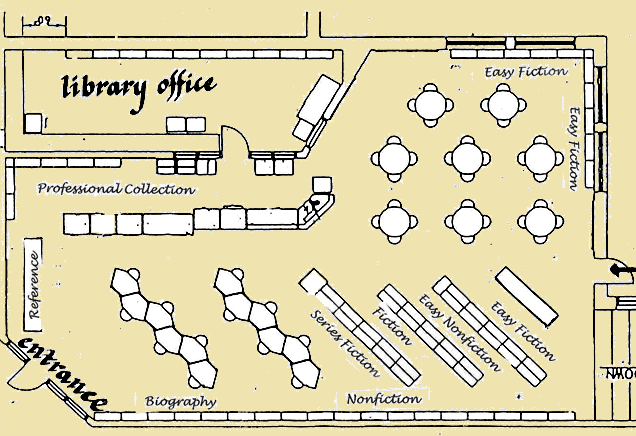 library office
Easy Fiction
Easy Fiction
Professional Collection
Reference
entrance
Series Fiction
Fiction
Easy Nonfiction
Easy Fiction
Biography
Nonfiction
DOWN